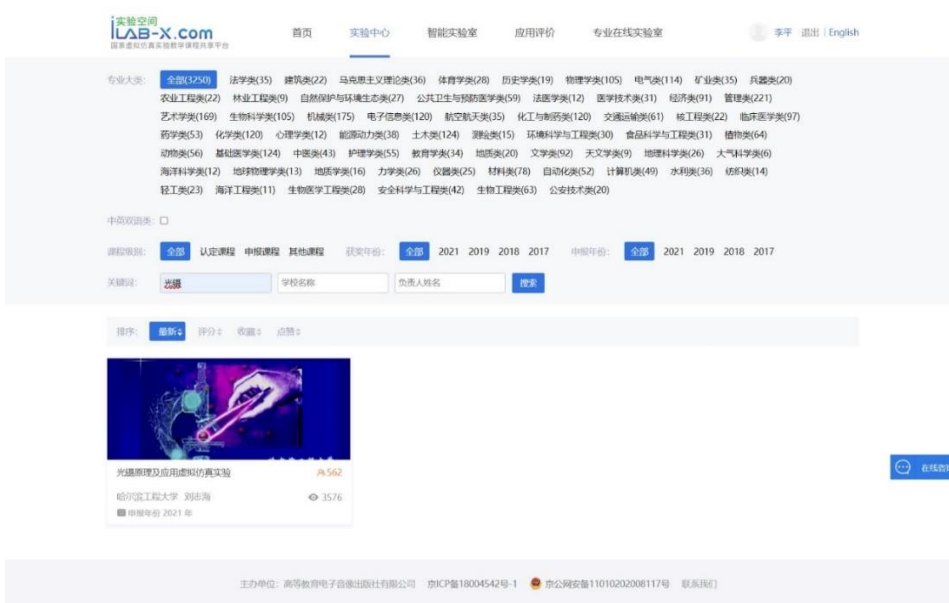 实验空间
iLAB-X.com
国家虚拟仿真实验教学课程共享平台
首页 实验中心 智能实验室 应用评价 专业在线实验室
李平 退出 | English
专业大类: 全部(3250) 法学类(35) 建筑类(22) 马克思主义理论类(36) 体育学类(28) 历史学类(19) 物理学类(105) 电气类(114) 矿业类(35) 兵器类(20)
农业工程类(22) 林业工程类(9) 自然保护与环境生态类(27) 公共卫生与预防医学类(59) 法医学类(12) 医学技术类(31) 经济类(91) 管理类(221)
艺术学类(169) 生物科学类(105) 机械类(175) 电子信息类(120) 航空航天类(35) 化工与制药类(120) 交通运输类(61) 核工程类(22) 临床医学类(97)
药学类(53) 化学类(120) 心理学类(12) 能源动力类(38) 土木类(124) 测绘类(15) 环境科学与工程类(30) 食品科学与工程类(31) 植物类(64)
动物类(56) 基础医学类(124) 中医类(43) 护理学类(55) 教育学类(34) 地质类(20) 文学类(92) 天文学类(9) 地理科学类(26) 大气科学类(6)
海洋科学类(12) 地球物理学类(13) 地质学类(16) 力学类(26) 仪器类(25) 材料类(78) 自动化类(52) 计算机类(49) 水利类(36) 纺织类(14)
轻工类(23) 海洋工程类(11) 生物医学工程类(28) 安全科学与工程类(42) 生物工程类(63) 公安技术类(20)
中英双语类:
课程级别: 全部 认定课程 申报课程 其他课程 获奖年份: 全部 2021 2019 2018 2017 申报年份: 全部 2021 2019 2018 2017
关键词: 光镊 学校名称 负责人姓名 搜索
排序: 最新 评分 收藏 点赞
光镊原理及应用虚拟仿真实验 562
哈尔滨工程大学 刘志海 3576
申报年份 2021 年
在线咨
主办单位: 高等教育电子音像出版社有限公司 京ICP备18004542号-1 京公网安备11010202008117号 联系我们